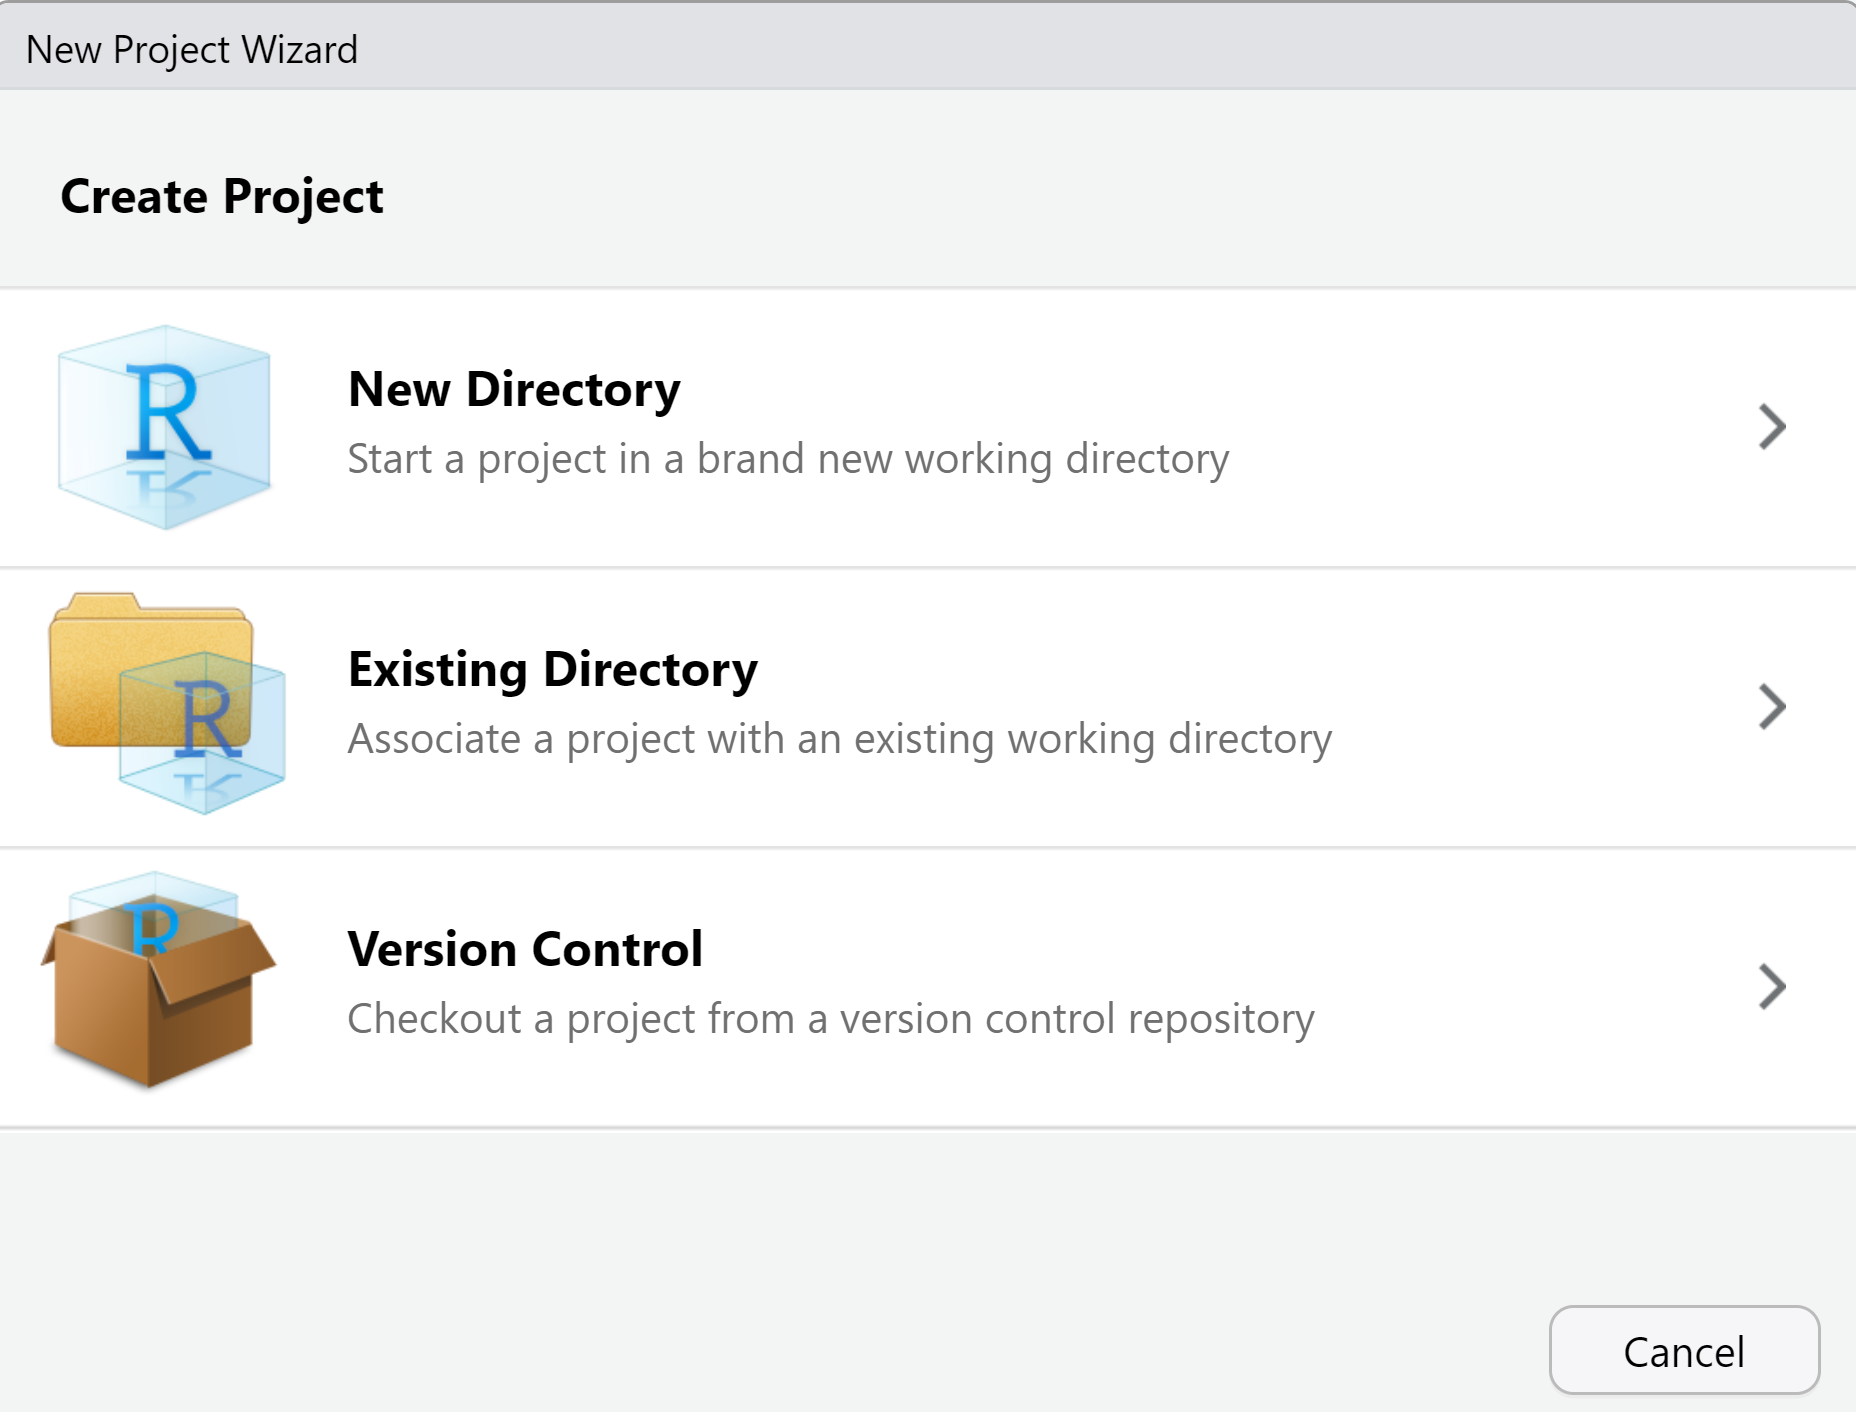 New Project Wizard
Create Project
R
New Directory
Start a project in a brand new working directory
R
Existing Directory
Associate a project with an existing working directory
R
Version Control
Checkout a project from a version control repository
Cancel